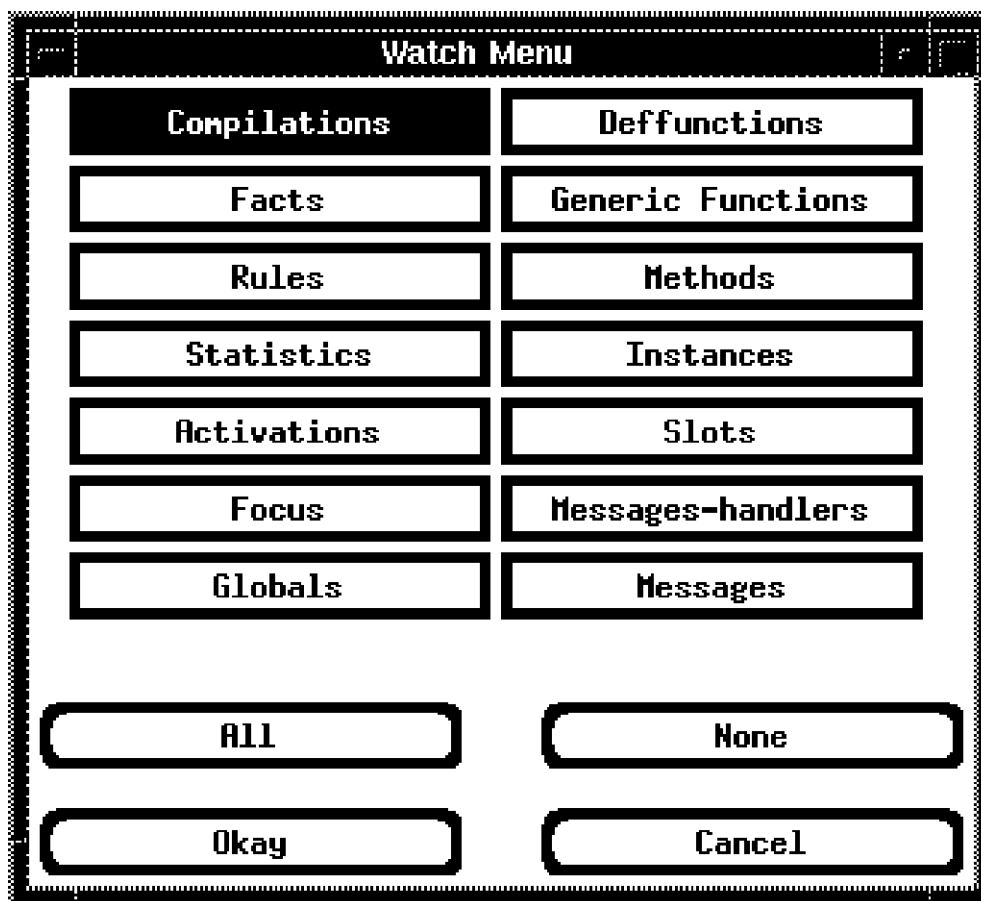 Watch Menu
Compilations Deffunctions
Facts Generic Functions
Rules Methods
Statistics Instances
Activations Slots
Focus Messages-handlers
Globals Messages
All None
Okay Cancel